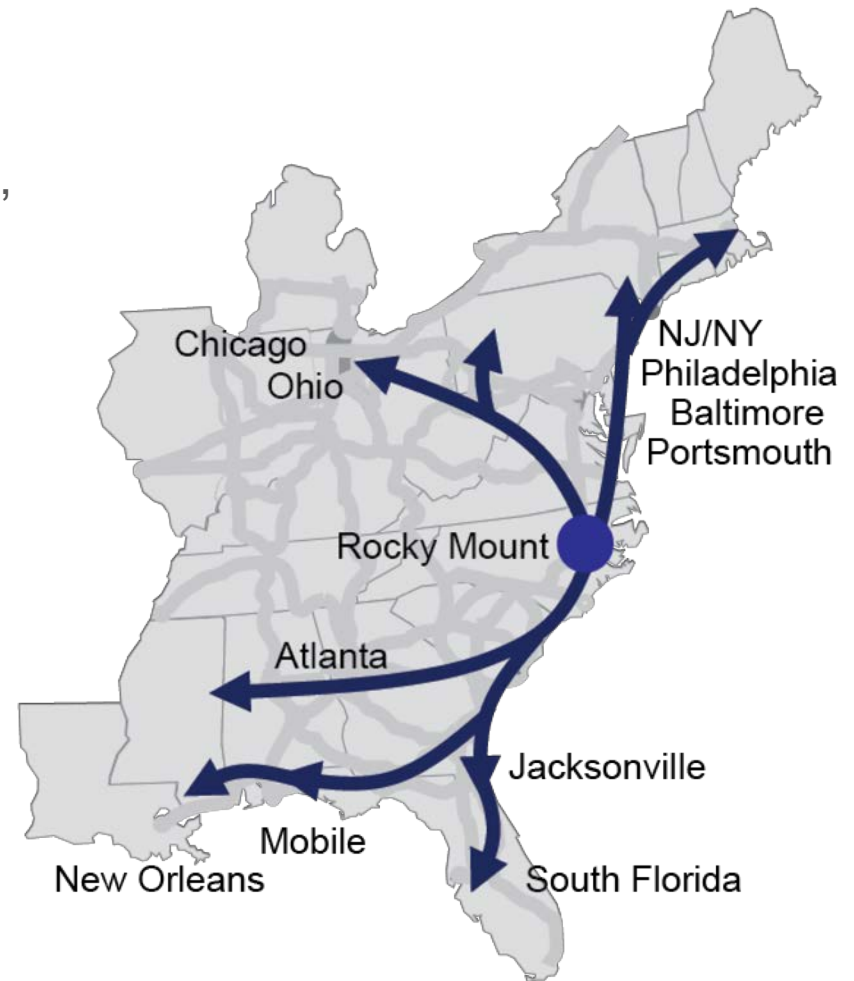 ,
Chicago
Ohio
NJ/NY
Philadelphia
Baltimore
Portsmouth
Rocky Mount
Atlanta
Jacksonville
Mobile
New Orleans
South Florida